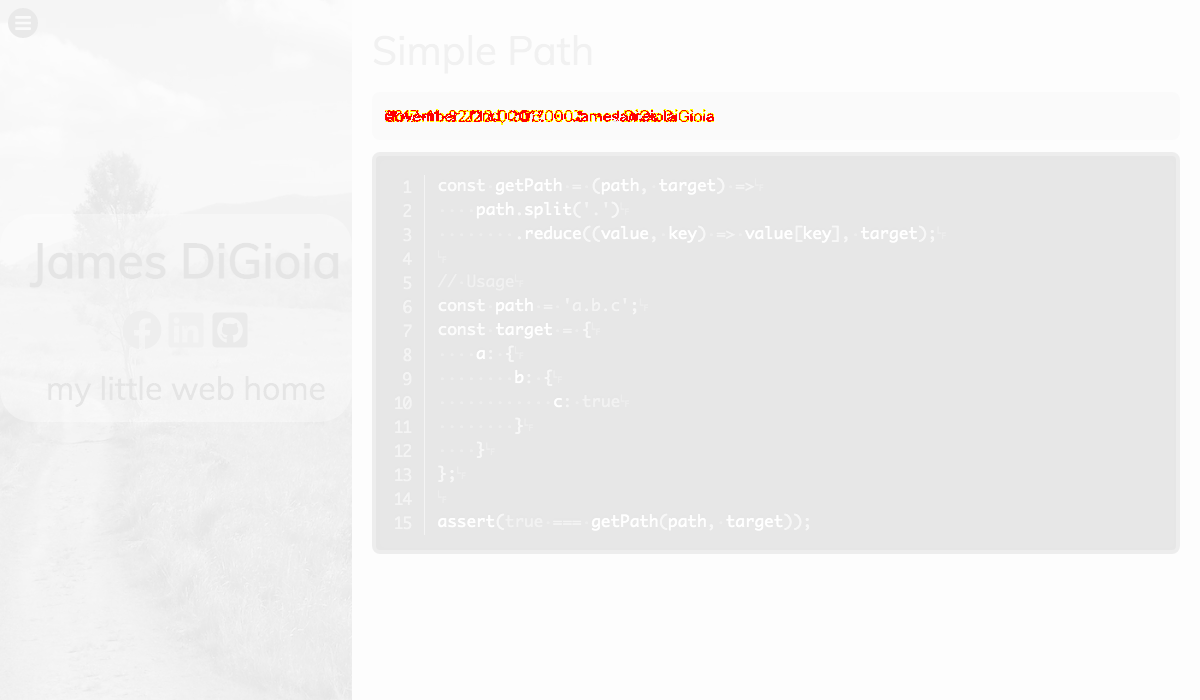 James DiGioia
my little web home
Simple Path
1 const getPath = (path, target) =>
2 path.split('.')
3 .reduce((value, key) => value[key], target);
4
5 // Usage
6 const path = 'a.b.c';
7 const target = {
8 a: {
9 b: {
10 c: true
11 }
12 }
13 };
14
15 assert(true === getPath(path, target));